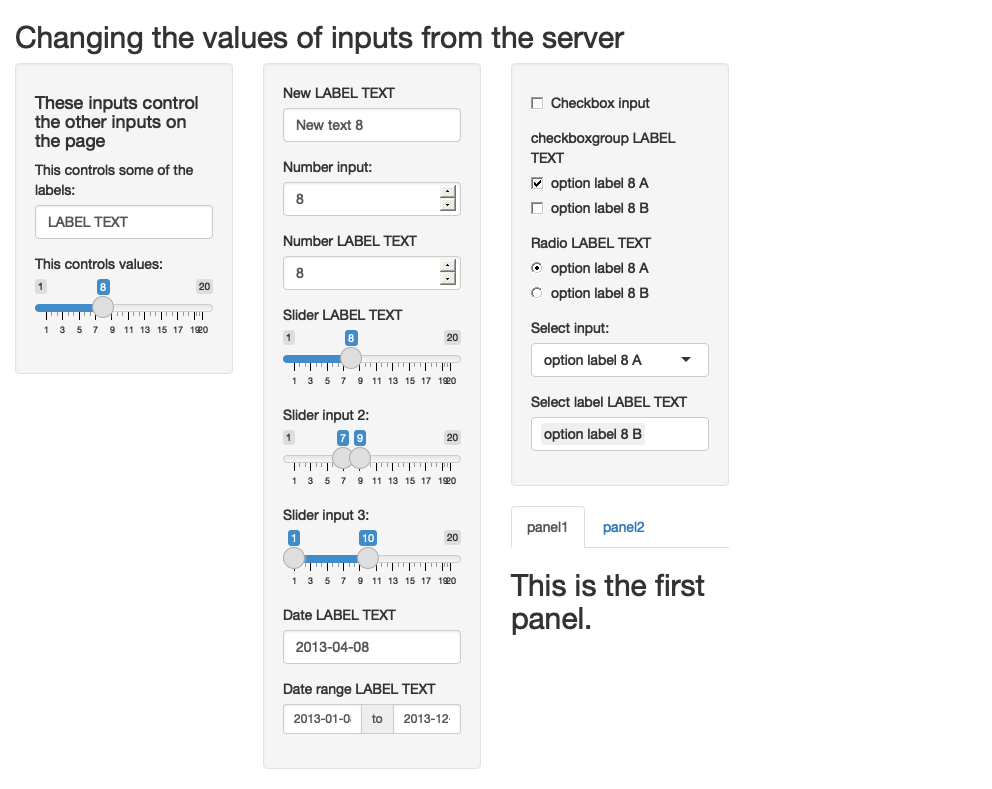 Changing the values of inputs from the server
These inputs control
the other inputs on
the page
This controls some of the
labels:
LABEL TEXT
This controls values:
1 8 20
1 3 5 7 9 11 13 15 17 19 20
New LABEL TEXT
New text 8
Number input:
8
Number LABEL TEXT
8
Slider LABEL TEXT
1 8 20
1 3 5 7 9 11 13 15 17 19 20
Slider input 2:
1 7 9 20
1 3 5 7 9 11 13 15 17 19 20
Slider input 3:
1 10 20
1 3 5 7 9 11 13 15 17 19 20
Date LABEL TEXT
2013-04-08
Date range LABEL TEXT
2013-01-0 to 2013-12-
Checkbox input
checkboxgroup LABEL
TEXT
option label 8 A
option label 8 B
Radio LABEL TEXT
option label 8 A
option label 8 B
Select input:
option label 8 A
Select label LABEL TEXT
option label 8 B
panel1 panel2
This is the first
panel.